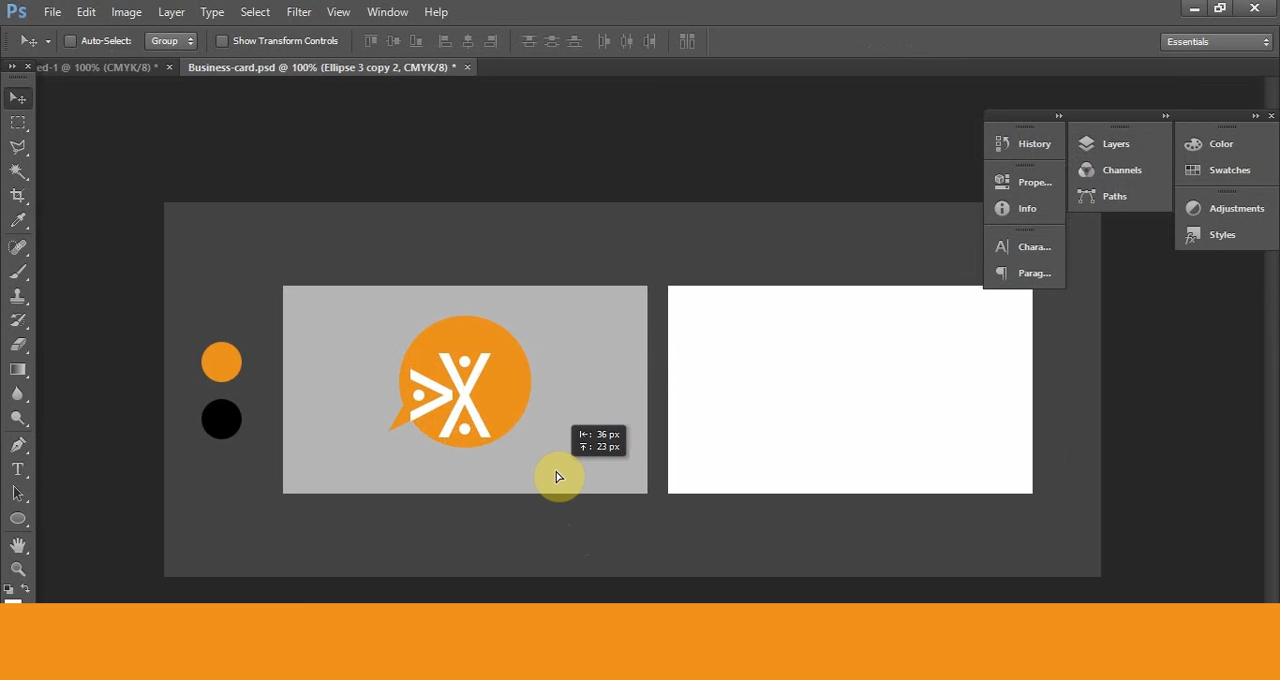 Ps File Edit Image Layer Type Select Filter View Window Help
Auto-Select: Group Show Transform Controls Essentials
ed-1 @ 100% (CMYK/8) * × Business-card.psd @ 100% (Ellipse 3 copy 2, CMYK/8) * ×
History Layers Color
Channels Swatches
Prope...
Paths
Info Adjustments
Styles
Chara...
Parag...
36 px
23 px